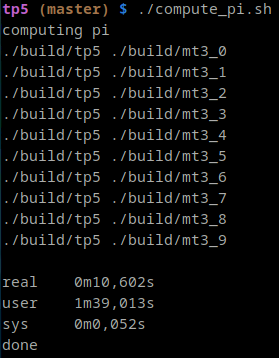 tp5 (master) $ ./compute_pi.sh
computing pi
./build/tp5 ./build/mt3_0
./build/tp5 ./build/mt3_1
./build/tp5 ./build/mt3_2
./build/tp5 ./build/mt3_3
./build/tp5 ./build/mt3_4
./build/tp5 ./build/mt3_5
./build/tp5 ./build/mt3_6
./build/tp5 ./build/mt3_7
./build/tp5 ./build/mt3_8
./build/tp5 ./build/mt3_9
real 0m10,602s
user 1m39,013s
sys 0m0,052s
done